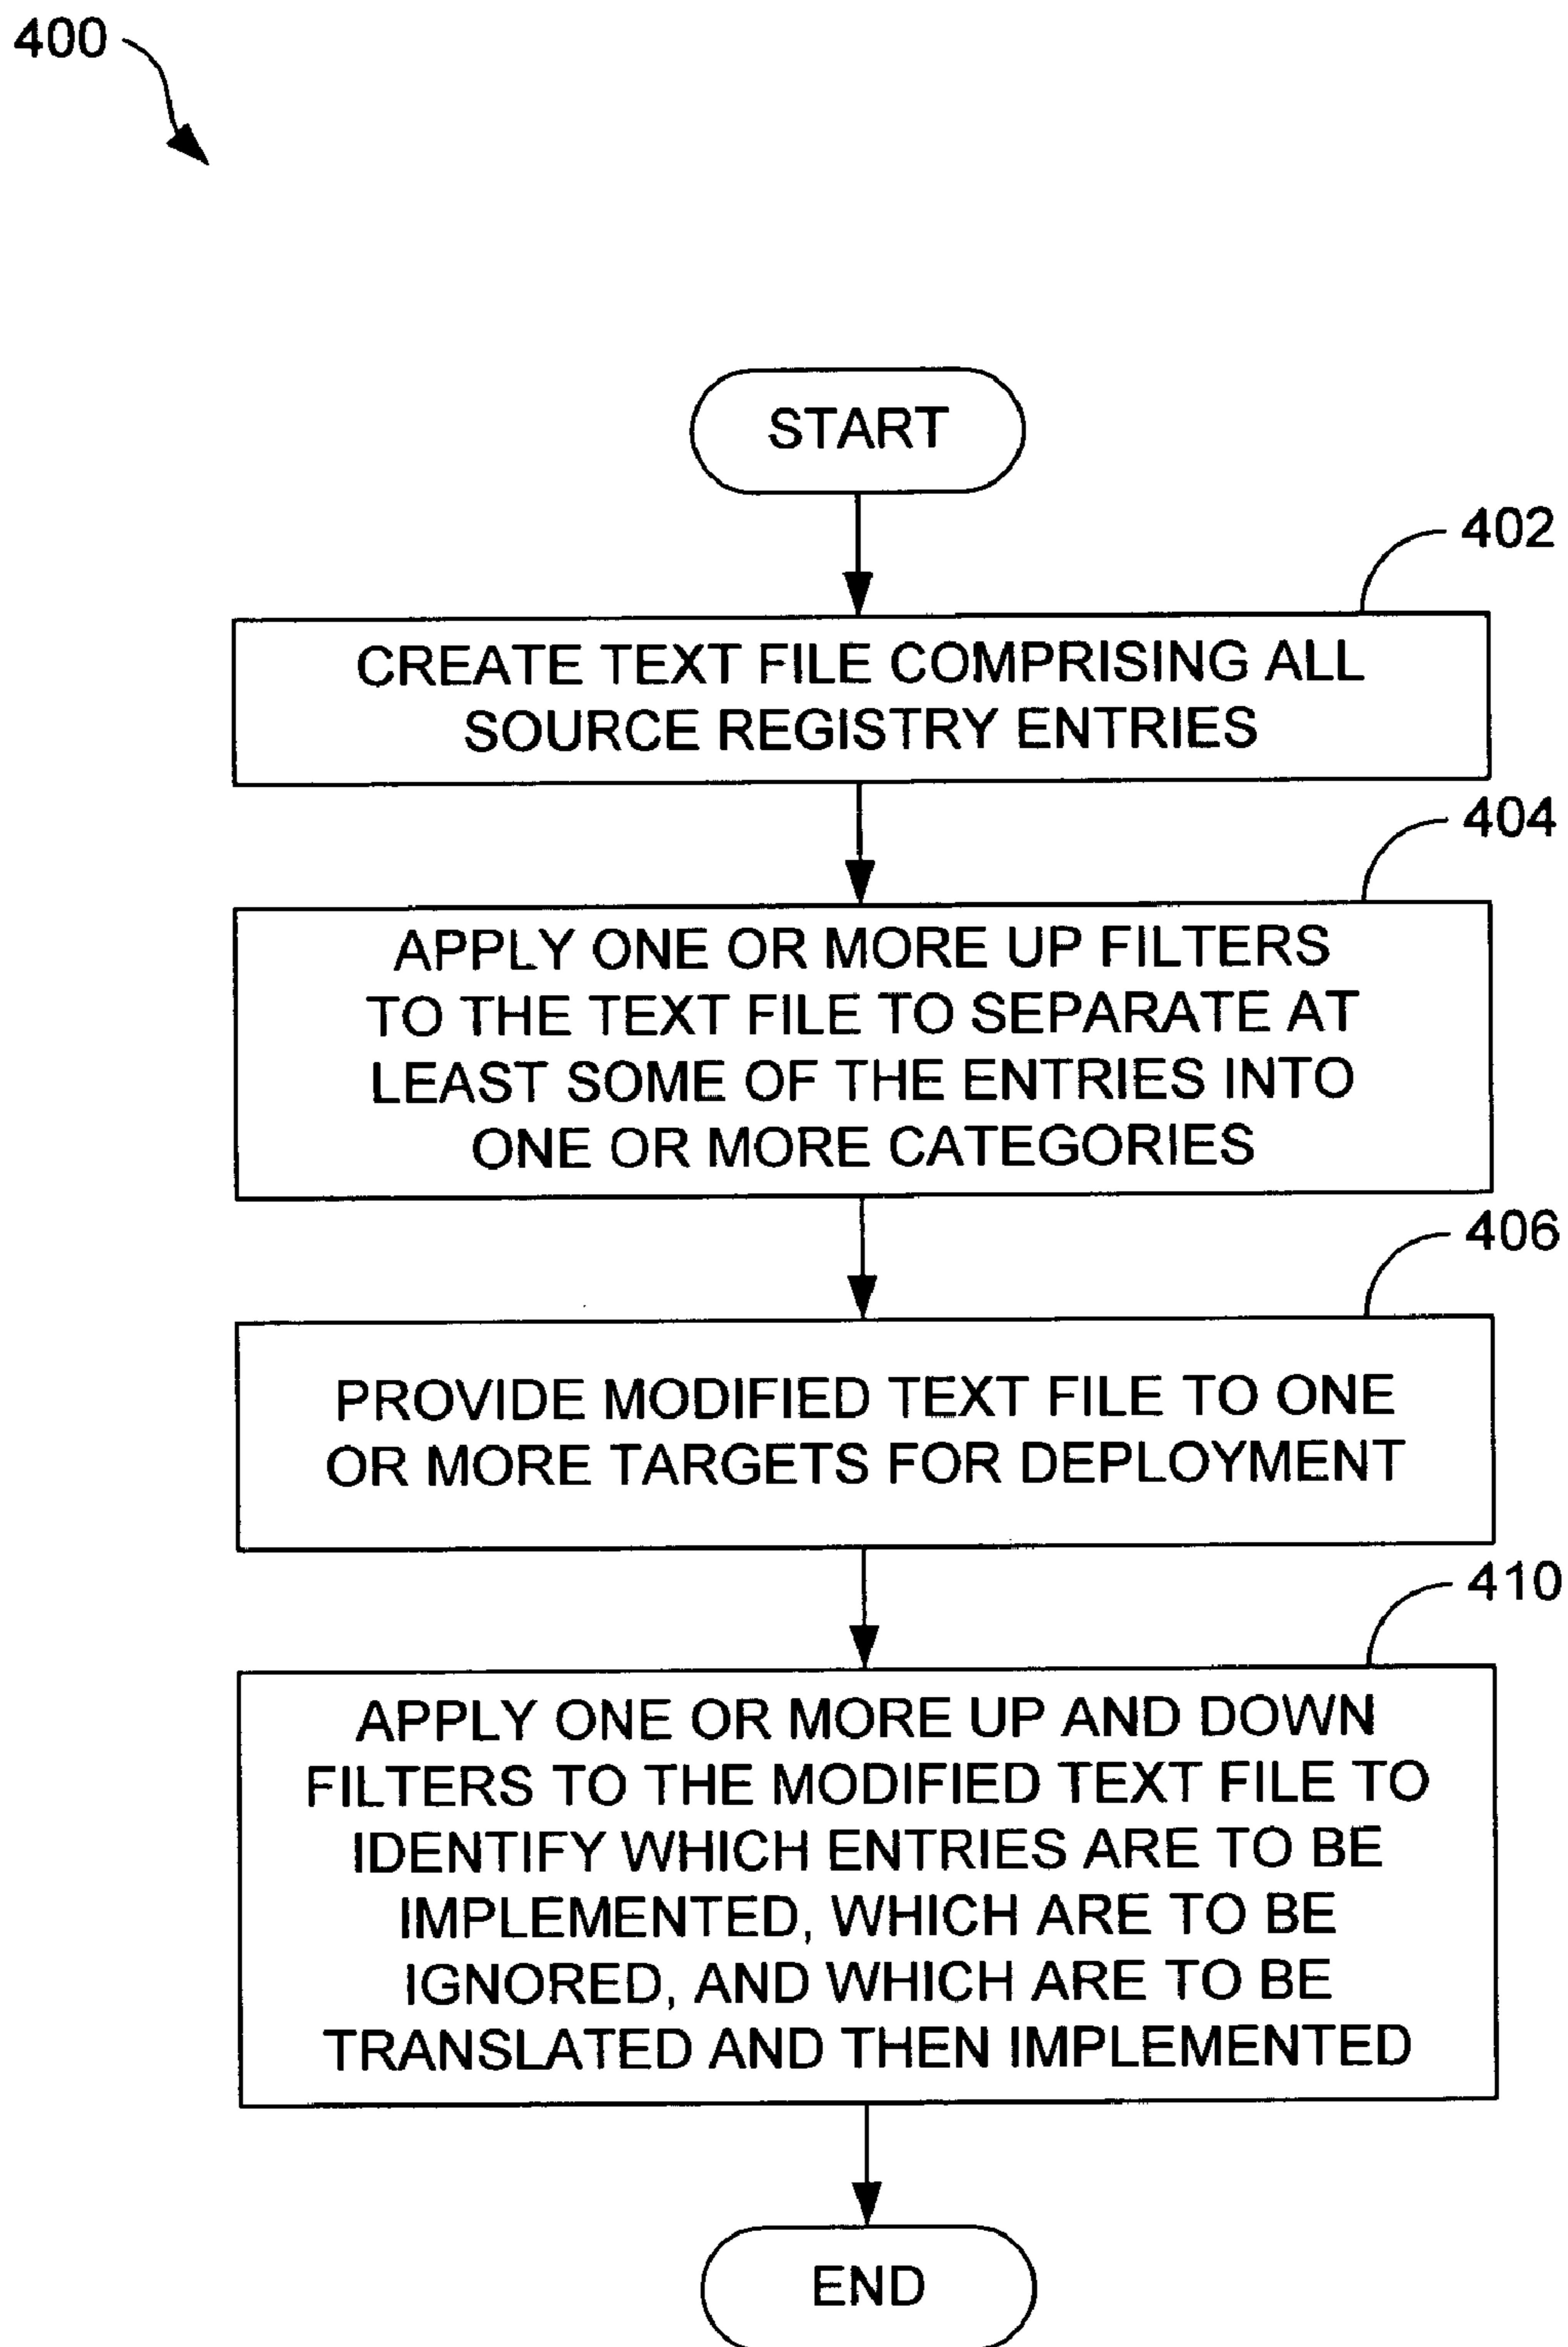 400
START
402
CREATE TEXT FILE COMPRISING ALL
SOURCE REGISTRY ENTRIES
404
APPLY ONE OR MORE UP FILTERS
TO THE TEXT FILE TO SEPARATE AT
LEAST SOME OF THE ENTRIES INTO
ONE OR MORE CATEGORIES
406
PROVIDE MODIFIED TEXT FILE TO ONE
OR MORE TARGETS FOR DEPLOYMENT
410
APPLY ONE OR MORE UP AND DOWN
FILTERS TO THE MODIFIED TEXT FILE TO
IDENTIFY WHICH ENTRIES ARE TO BE
IMPLEMENTED, WHICH ARE TO BE
IGNORED, AND WHICH ARE TO BE
TRANSLATED AND THEN IMPLEMENTED
END